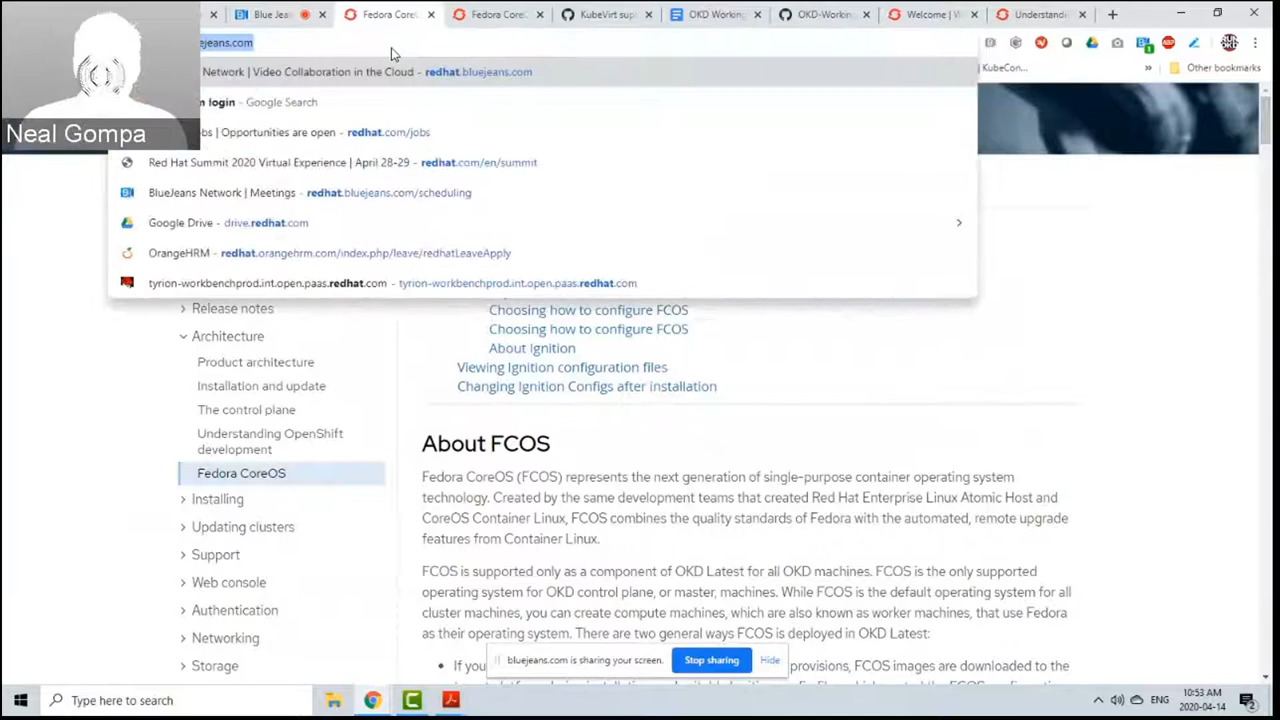 Blue Jean
Fedora Core
Fedora Core
KubeVirt sup
OKD Working
OKD-Workin
Welcome | W
Understand
ejeans.com
Network | Video Collaboration in the Cloud - redhat.bluejeans.com
KubeCon...
»
Other bookmarks
m login - Google Search
Neal Gompa
obs | Opportunities are open - redhat.com/jobs
Red Hat Summit 2020 Virtual Experience | April 28-29 - redhat.com/en/summit
BlueJeans Network | Meetings - redhat.bluejeans.com/scheduling
Google Drive - drive.redhat.com
OrangeHRM - redhat.orangehrm.com/index.php/leave/redhatLeaveApply
tyrion-workbenchprod.int.open.paas.redhat.com - tyrion-workbenchprod.int.open.paas.redhat.com
Release notes
Architecture
Product architecture
Installation and update
The control plane
Understanding OpenShift
development
Fedora CoreOS
Installing
Updating clusters
Support
Web console
Authentication
Networking
Storage
Choosing how to configure FCOS
Choosing how to configure FCOS
About Ignition
Viewing Ignition configuration files
Changing Ignition Configs after installation
About FCOS
Fedora CoreOS (FCOS) represents the next generation of single-purpose container operating system
technology. Created by the same development teams that created Red Hat Enterprise Linux Atomic Host and
CoreOS Container Linux, FCOS combines the quality standards of Fedora with the automated, remote upgrade
features from Container Linux.
FCOS is supported only as a component of OKD Latest for all OKD machines. FCOS is the only supported
operating system for OKD control plane, or master, machines. While FCOS is the default operating system for all
cluster machines, you can create compute machines, which are also known as worker machines, that use Fedora
as their operating system. There are two general ways FCOS is deployed in OKD Latest:
If you
provisions, FCOS images are downloaded to the
bluejeans.com is sharing your screen.
Stop sharing
Hide
Type here to search
ENG
10:53 AM
2020-04-14
2